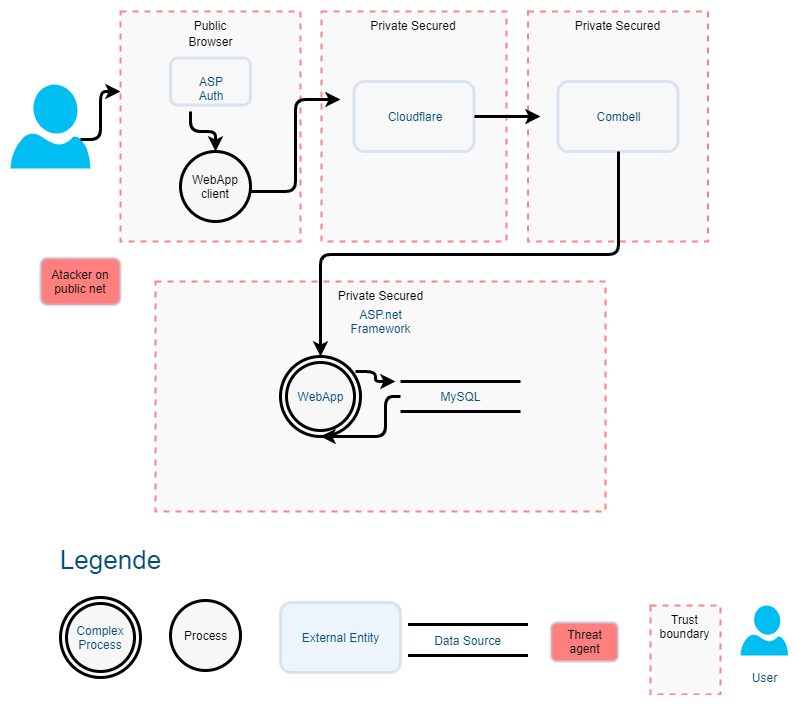 Public
Browser
Private Secured
Private Secured
ASP
Auth
Cloudflare
Combell
WebApp
client
Atacker on
public net
Private Secured
ASP.net
Framework
WebApp
MySQL
Legende
Complex
Process
Process
External Entity
Data Source
Threat
agent
Trust
boundary
User